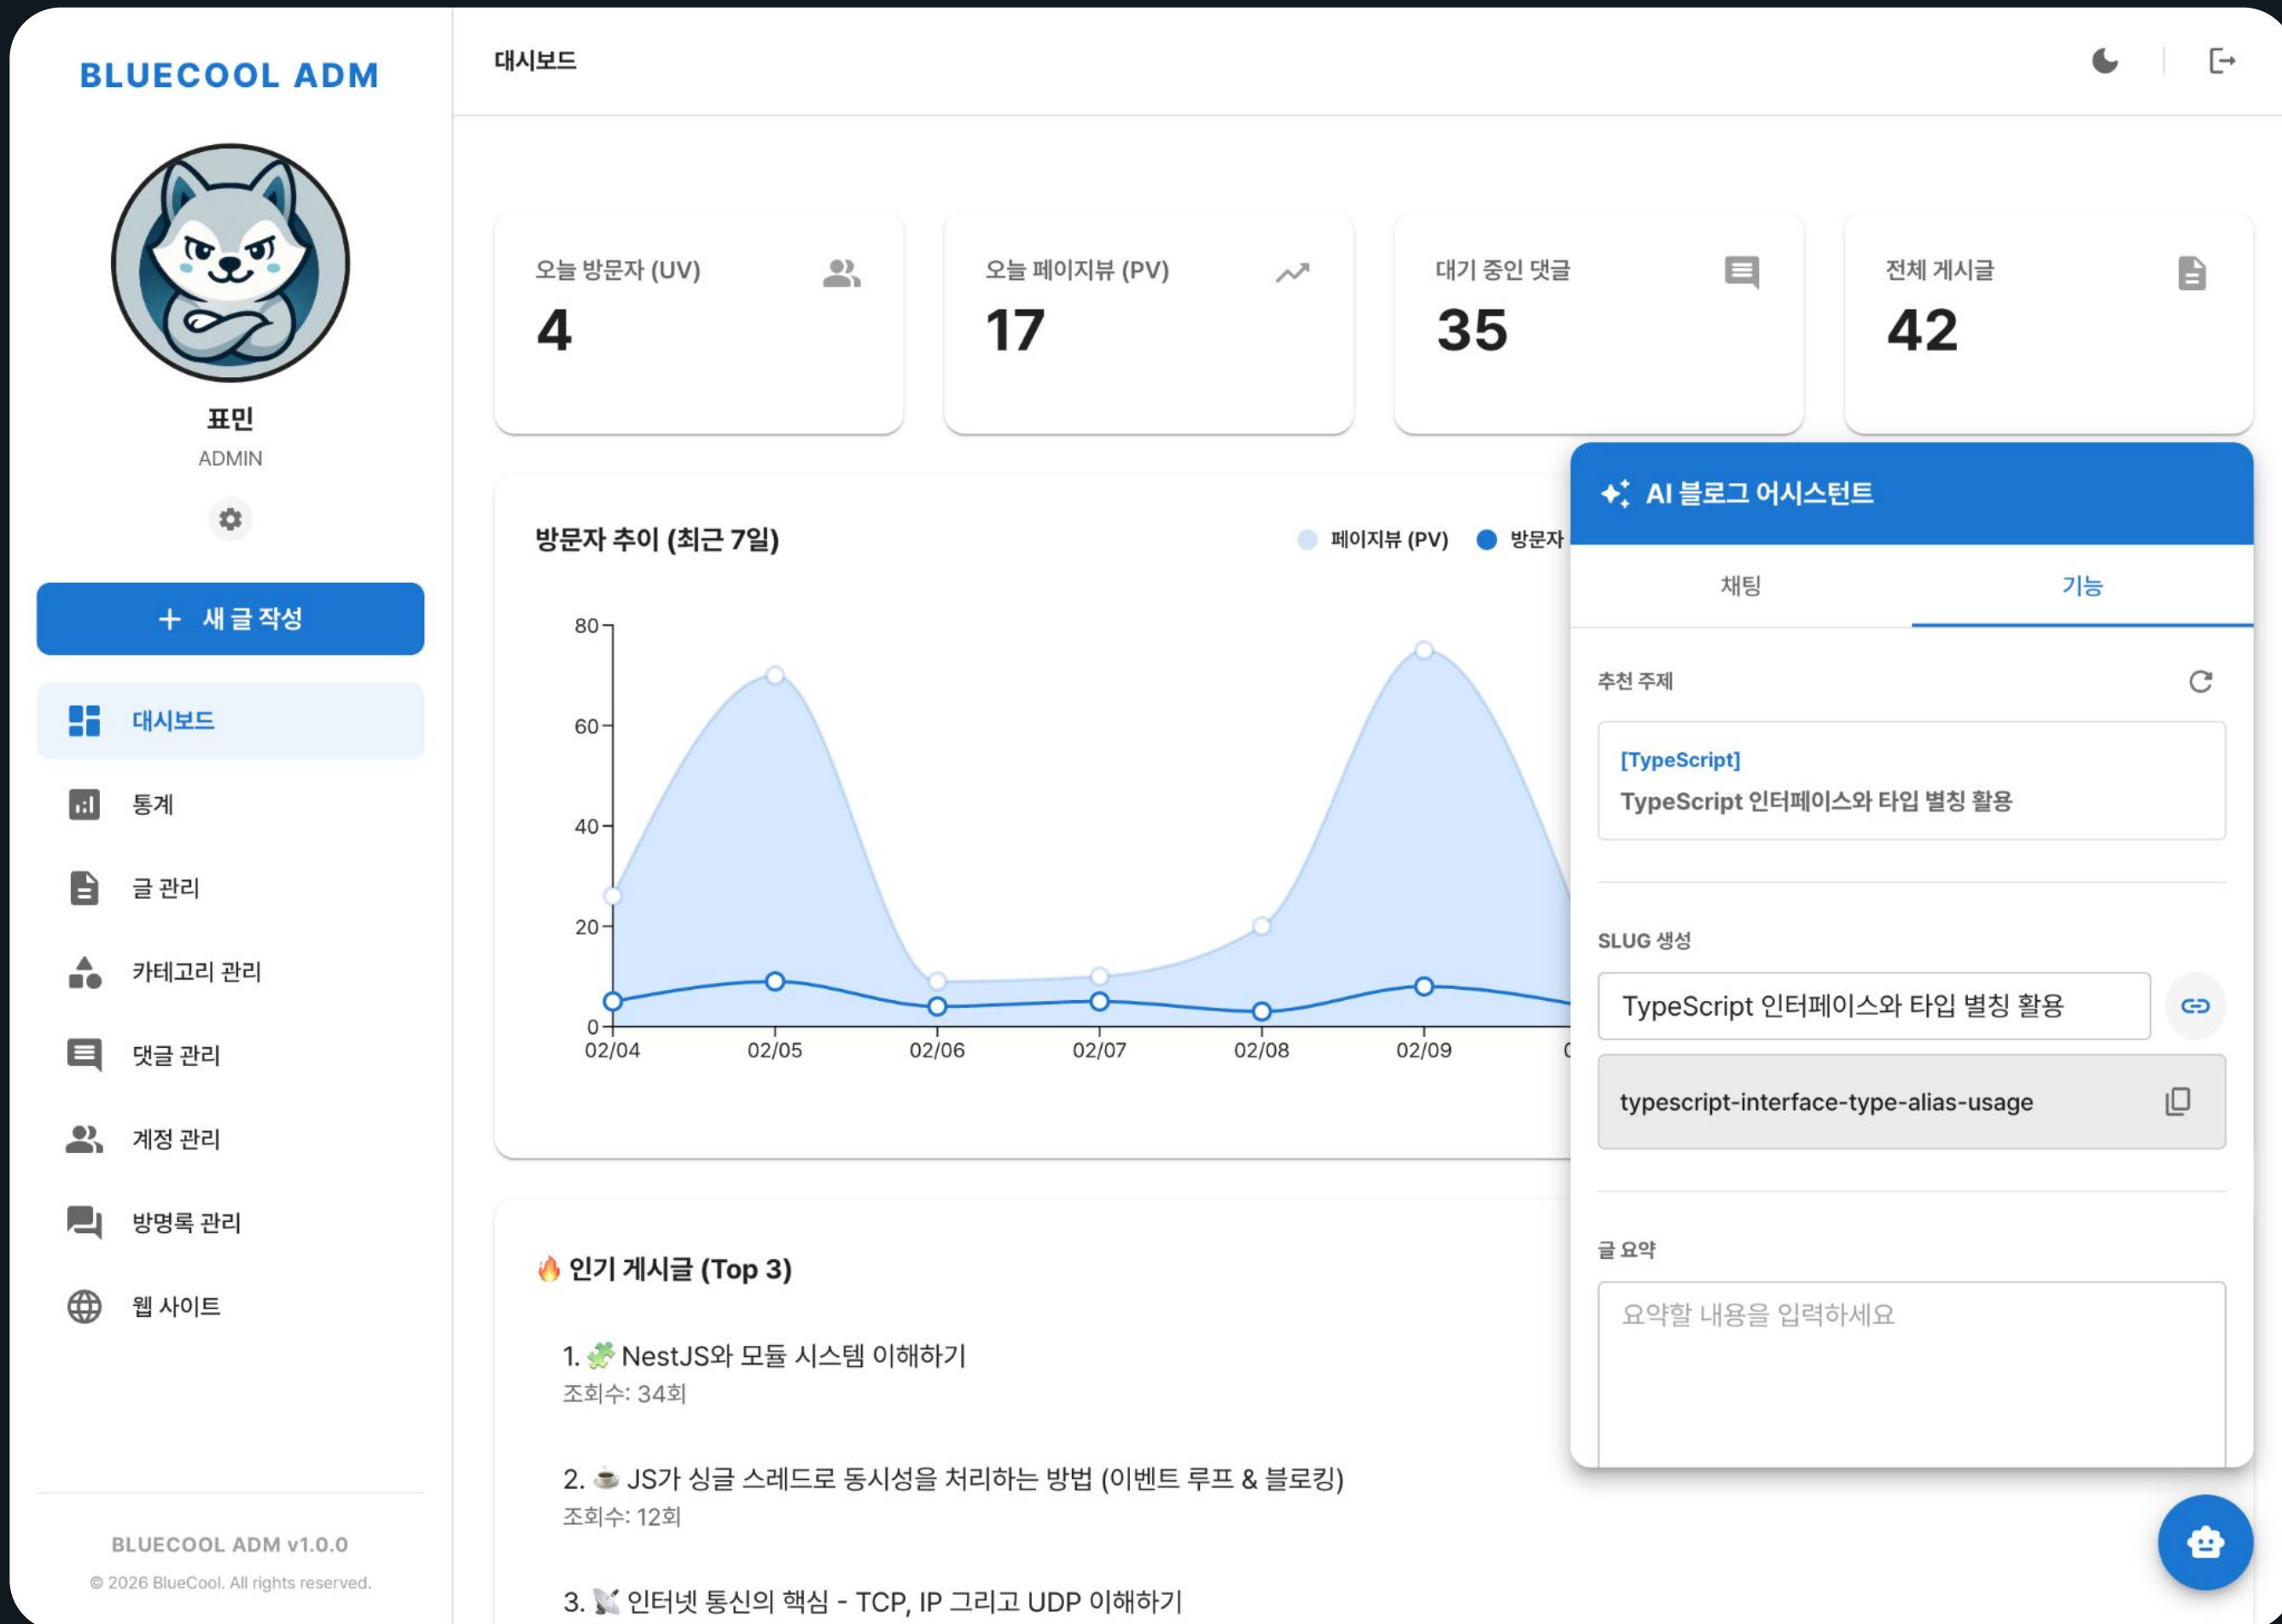 BLUECOOL ADM
표민
ADMIN
새 글 작성
대시보드
통계
글 관리
카테고리 관리
댓글 관리
계정 관리
방명록 관리
웹 사이트
BLUECOOL ADM v1.0.0
© 2026 BlueCool. All rights reserved.
대시보드
오늘 방문자 (UV)
4
오늘 페이지뷰 (PV)
17
대기 중인 댓글
35
전체 게시글
42
방문자 추이 (최근 7일)
페이지뷰 (PV)
방문자
80
60
40
20
0
02/04
02/05
02/06
02/07
02/08
02/09
🔥 인기 게시글 (Top 3)
1. 🧩 NestJS와 모듈 시스템 이해하기
조회수: 34회
2. ☕ JS가 싱글 스레드로 동시성을 처리하는 방법 (이벤트 루프 & 블로킹)
조회수: 12회
3. 📡 인터넷 통신의 핵심 - TCP, IP 그리고 UDP 이해하기
AI 블로그 어시스턴트
채팅
기능
추천 주제
[TypeScript]
TypeScript 인터페이스와 타입 별칭 활용
SLUG 생성
TypeScript 인터페이스와 타입 별칭 활용
typescript-interface-type-alias-usage
글 요약
요약할 내용을 입력하세요